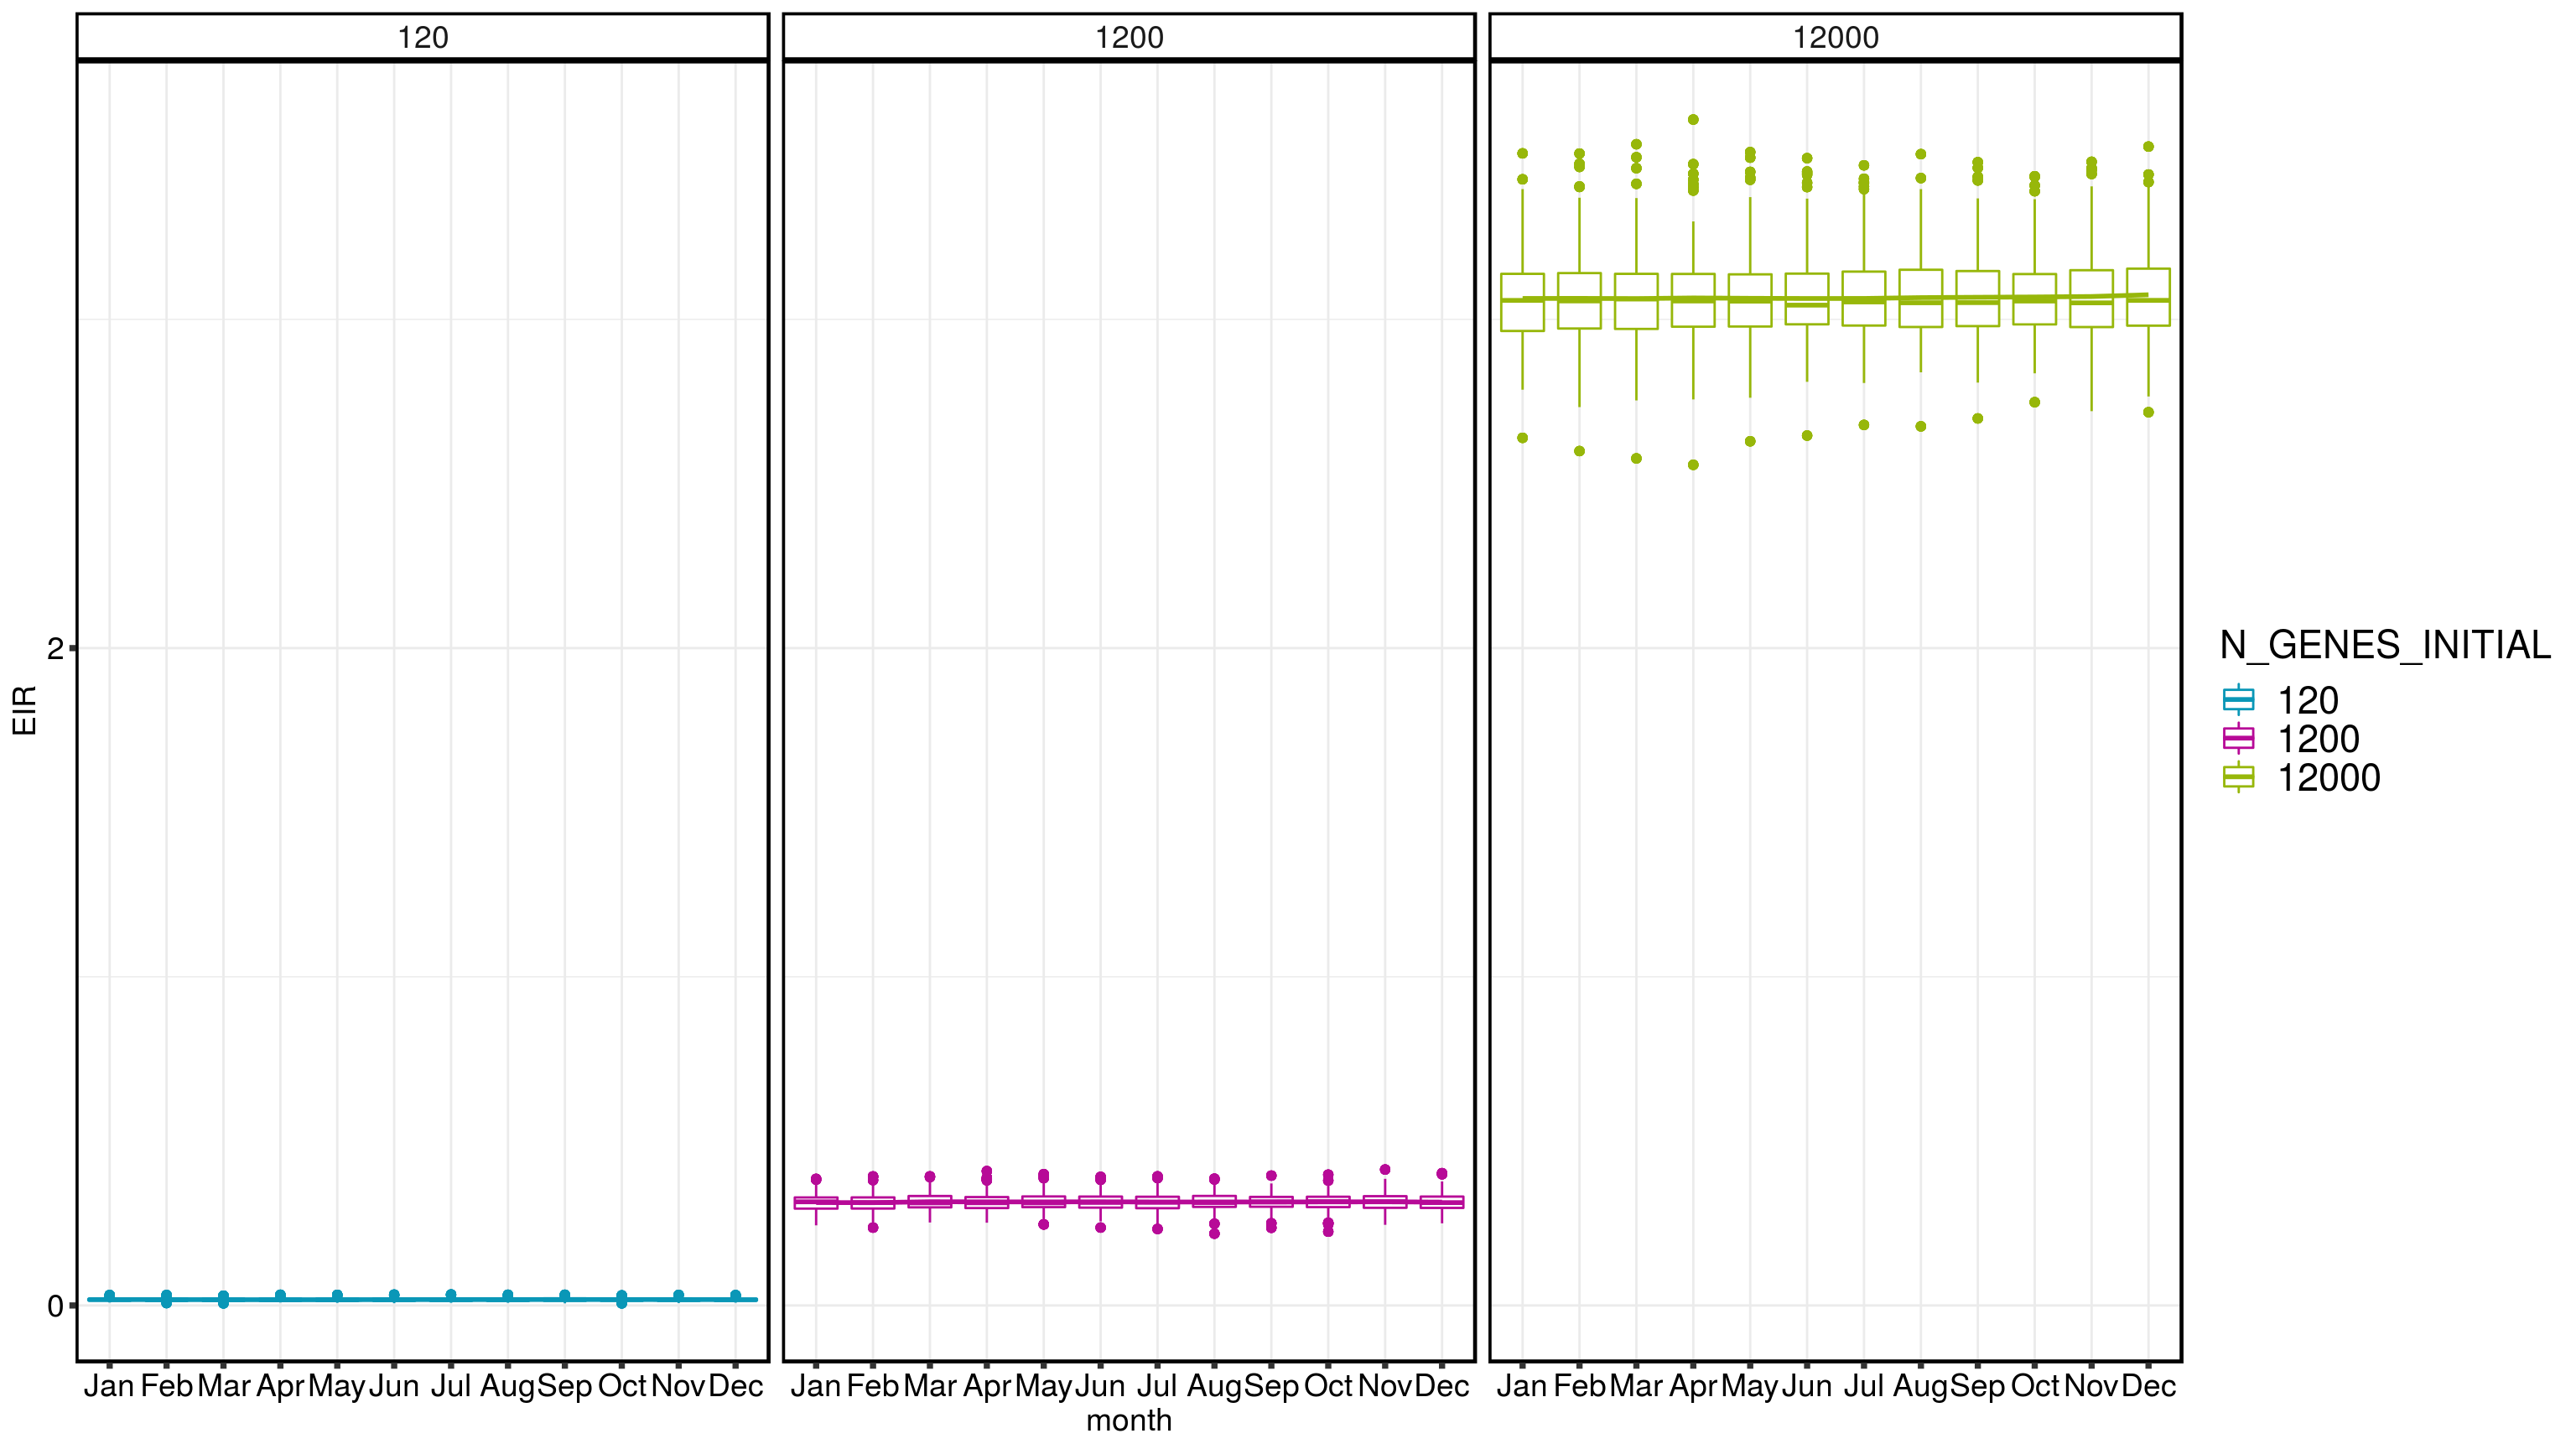 120 1200 12000
2
0
EIR
Jan Feb Mar Apr May Jun Jul Aug Sep Oct Nov Dec Jan Feb Mar Apr May Jun Jul Aug Sep Oct Nov Dec Jan Feb Mar Apr May Jun Jul Aug Sep Oct Nov Dec
month
N_GENES_INITIAL
120
1200
12000